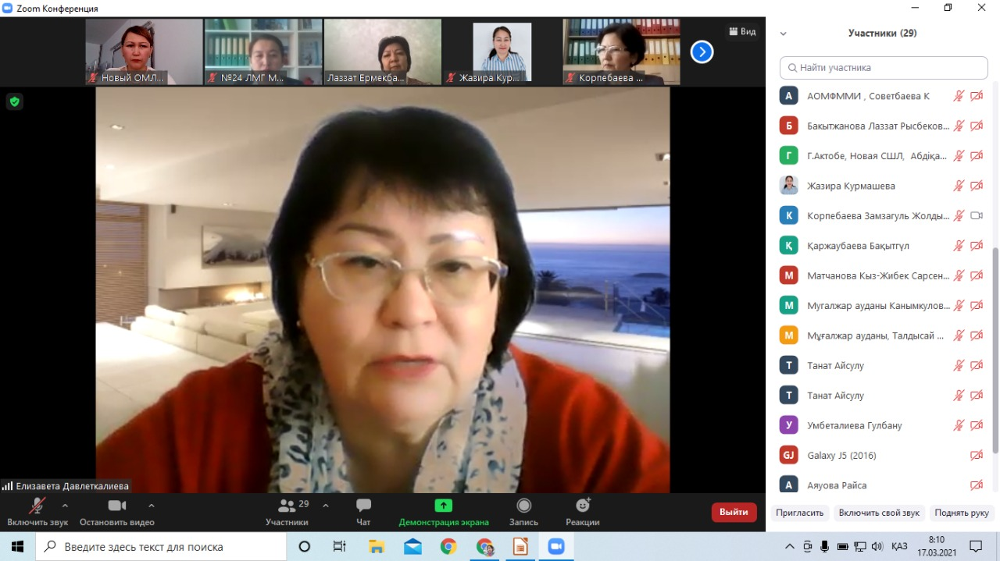 Zoom Конференция
Новый ОМЛ...
№24 ЛМГ М...
Лаззат Ермекба...
Жазира Кур...
Корпебаева ...
Вид
Елизавета Давлеткалиева
Включить звук
Остановить видео
29
Участники
Чат
Демонстрация экрана
Запись
Реакции
Выйти
Участники (29)
Найти участника
А АОМФММИ , Советбаева К
Б Бакытжанова Лаззат Рысбеков...
Г Г.Актобе, Новая СШЛ, Абдіқа...
Жазира Курмашева
К Корпебаева Замзагуль Жолды...
Қ Қаржаубаева Бақытгүл
М Матчанова Кыз-Жибек Сарсен...
М Мугалжар ауданы Канымкулов...
М Мұғалжар ауданы, Талдысай ...
Т Танат Айсулу
Т Танат Айсулу
У Умбеталиева Гулбану
GJ Galaxy J5 (2016)
А Аяуова Райса
Пригласить
Включить свой звук
Поднять руку
Введите здесь текст для поиска
ҚАЗ
8:10
17.03.2021